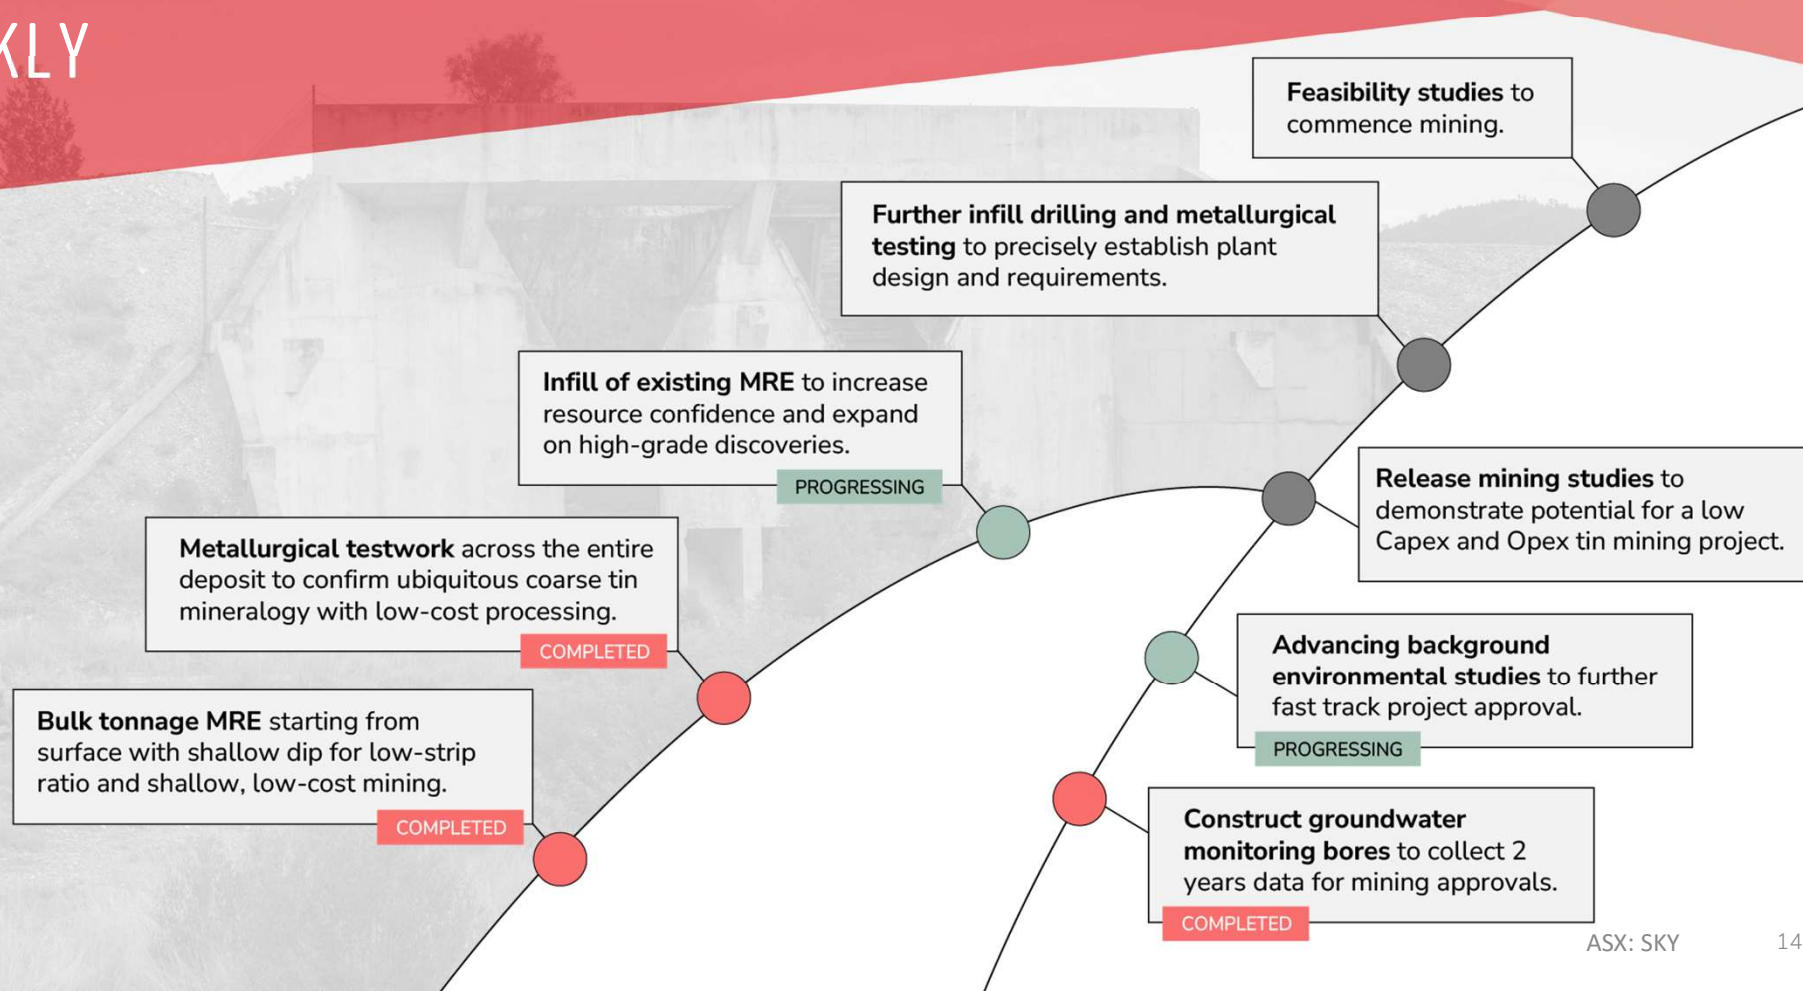 KLY
Feasibility studies to
commence mining.
Further infill drilling and metallurgical
testing to precisely establish plant
design and requirements.
Infill of existing MRE to increase
resource confidence and expand
on high-grade discoveries.
PROGRESSING
Release mining studies to
demonstrate potential for a low
Capex and Opex tin mining project.
Metallurgical testwork across the entire
deposit to confirm ubiquitous coarse tin
mineralogy with low-cost processing.
COMPLETED
Advancing background
environmental studies to further
fast track project approval.
PROGRESSING
Bulk tonnage MRE starting from
surface with shallow dip for low-strip
ratio and shallow, low-cost mining.
COMPLETED
Construct groundwater
monitoring bores to collect 2
years data for mining approvals.
COMPLETED
ASX: SKY
14